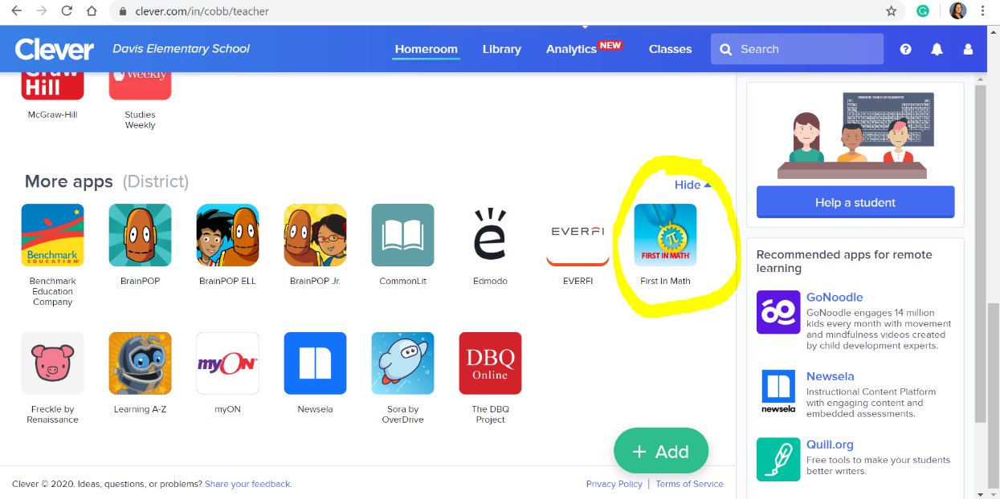 clever.com/in/cobb/teacher
Clever
Davis Elementary School
Homeroom
Library
Analytics NEW
Classes
Search
Graw
Hill
Weekly
McGraw-Hill
Studies
Weekly
More apps (District)
Hide
Benchmark
EDUCATION
EVERFI
FIRST IN MATH
Benchmark
Education
Company
BrainPOP
BrainPOP ELL
BrainPOP Jr.
CommonLit
Edmodo
EVERFI
First In Math
myON
DBQ
Online
Freckle by
Renaissance
Learning A-Z
myON
Newsela
Sora by
OverDrive
The DBQ
Project
+ Add
PERIODIC TABLE OF ELEMENTS
Help a student
Recommended apps for remote
learning
GoNoodle
GoNoodle engages 14 million
kids every month with movement
and mindfulness videos created
by child development experts.
newsela
Newsela
Instructional Content Platform
with engaging content and
embedded assessments.
Quill.org
Free tools to make your students
better writers.
Clever © 2020. Ideas, questions, or problems? Share your feedback.
Privacy Policy | Terms of Service